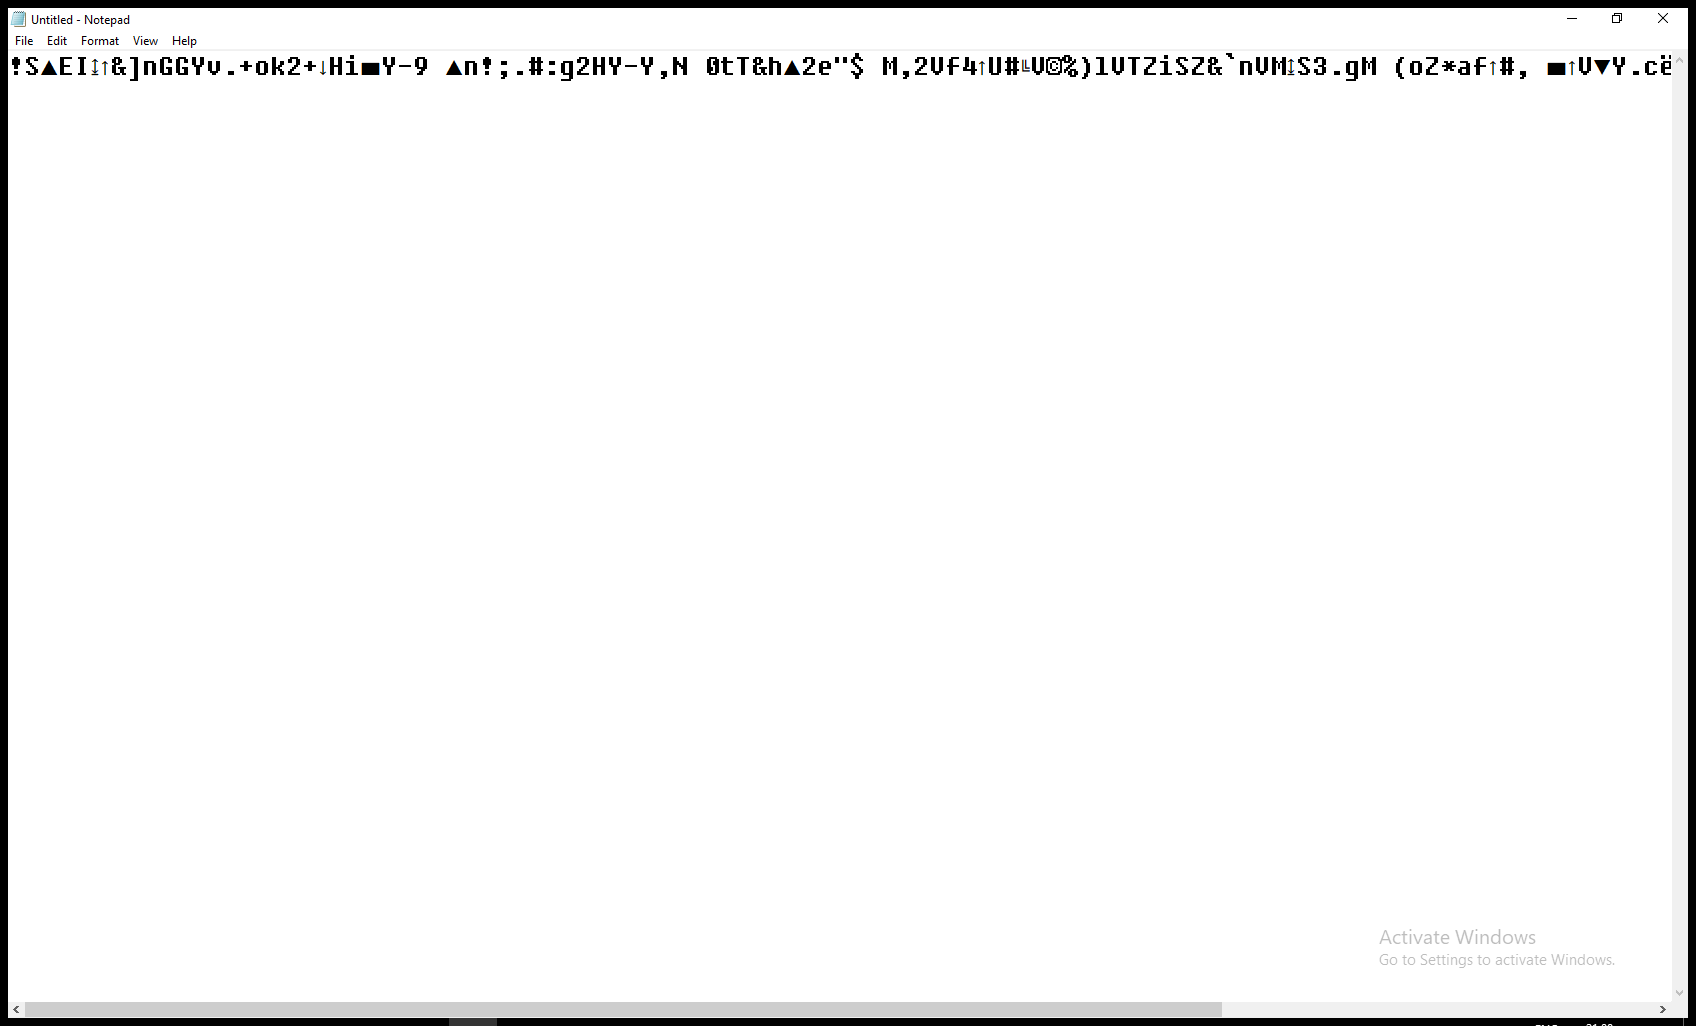 Untitled - Notepad
File Edit Format View Help
!S▲EI↨↑&]nGGYv.+ok2+↓Hi▬Y-9 ▲n!;.#:g2HY-Y,N 0tT&h▲2e"$ M,2Vf4↑U#╚V@%)lVTZiSZ&`nVM↨S3.gM (oZ*af↑#, ▬↑V▼Y.cë
Activate Windows
Go to Settings to activate Windows.